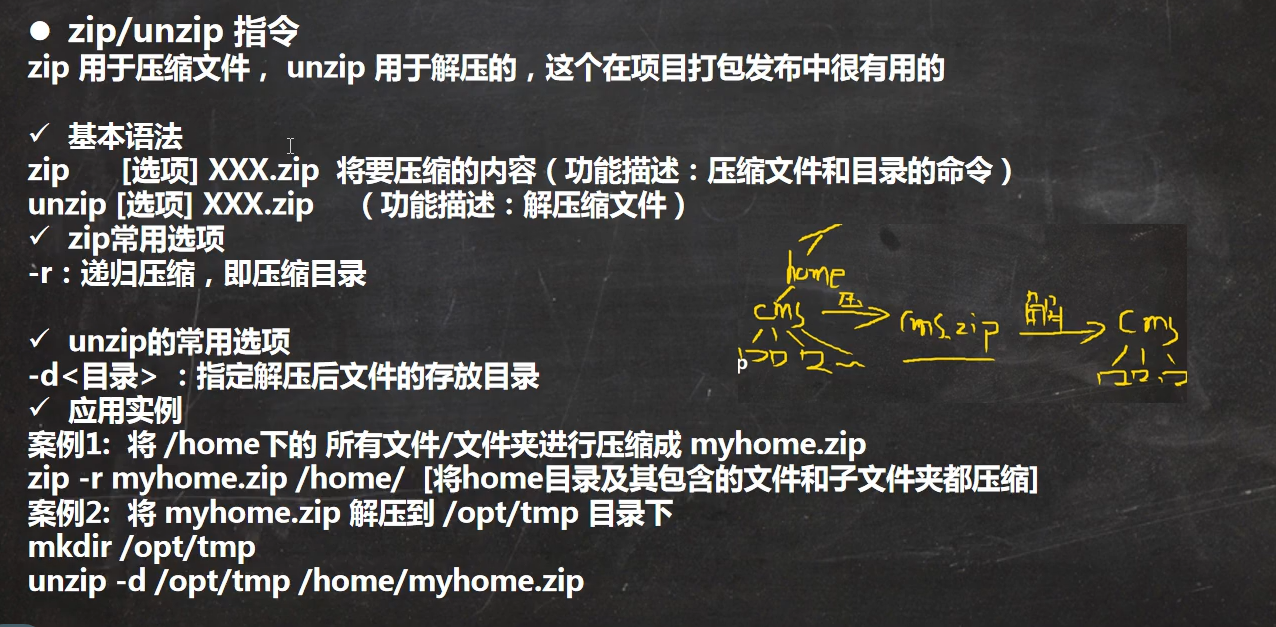 ● zip/unzip 指令
zip 用于压缩文件， unzip 用于解压的，这个在项目打包发布中很有用的
✓ 基本语法
zip [选项] XXX.zip 将要压缩的内容（功能描述：压缩文件和目录的命令）
unzip [选项] XXX.zip （功能描述：解压缩文件）
✓ zip常用选项
-r：递归压缩，即压缩目录
✓ unzip的常用选项
-d<目录> ：指定解压后文件的存放目录
✓ 应用实例
案例1: 将 /home下的 所有文件/文件夹进行压缩成 myhome.zip
zip -r myhome.zip /home/ [将home目录及其包含的文件和子文件夹都压缩]
案例2: 将 myhome.zip 解压到 /opt/tmp 目录下
mkdir /opt/tmp
unzip -d /opt/tmp /home/myhome.zip
/
home
cms 压 cms.zip 解 cms
p